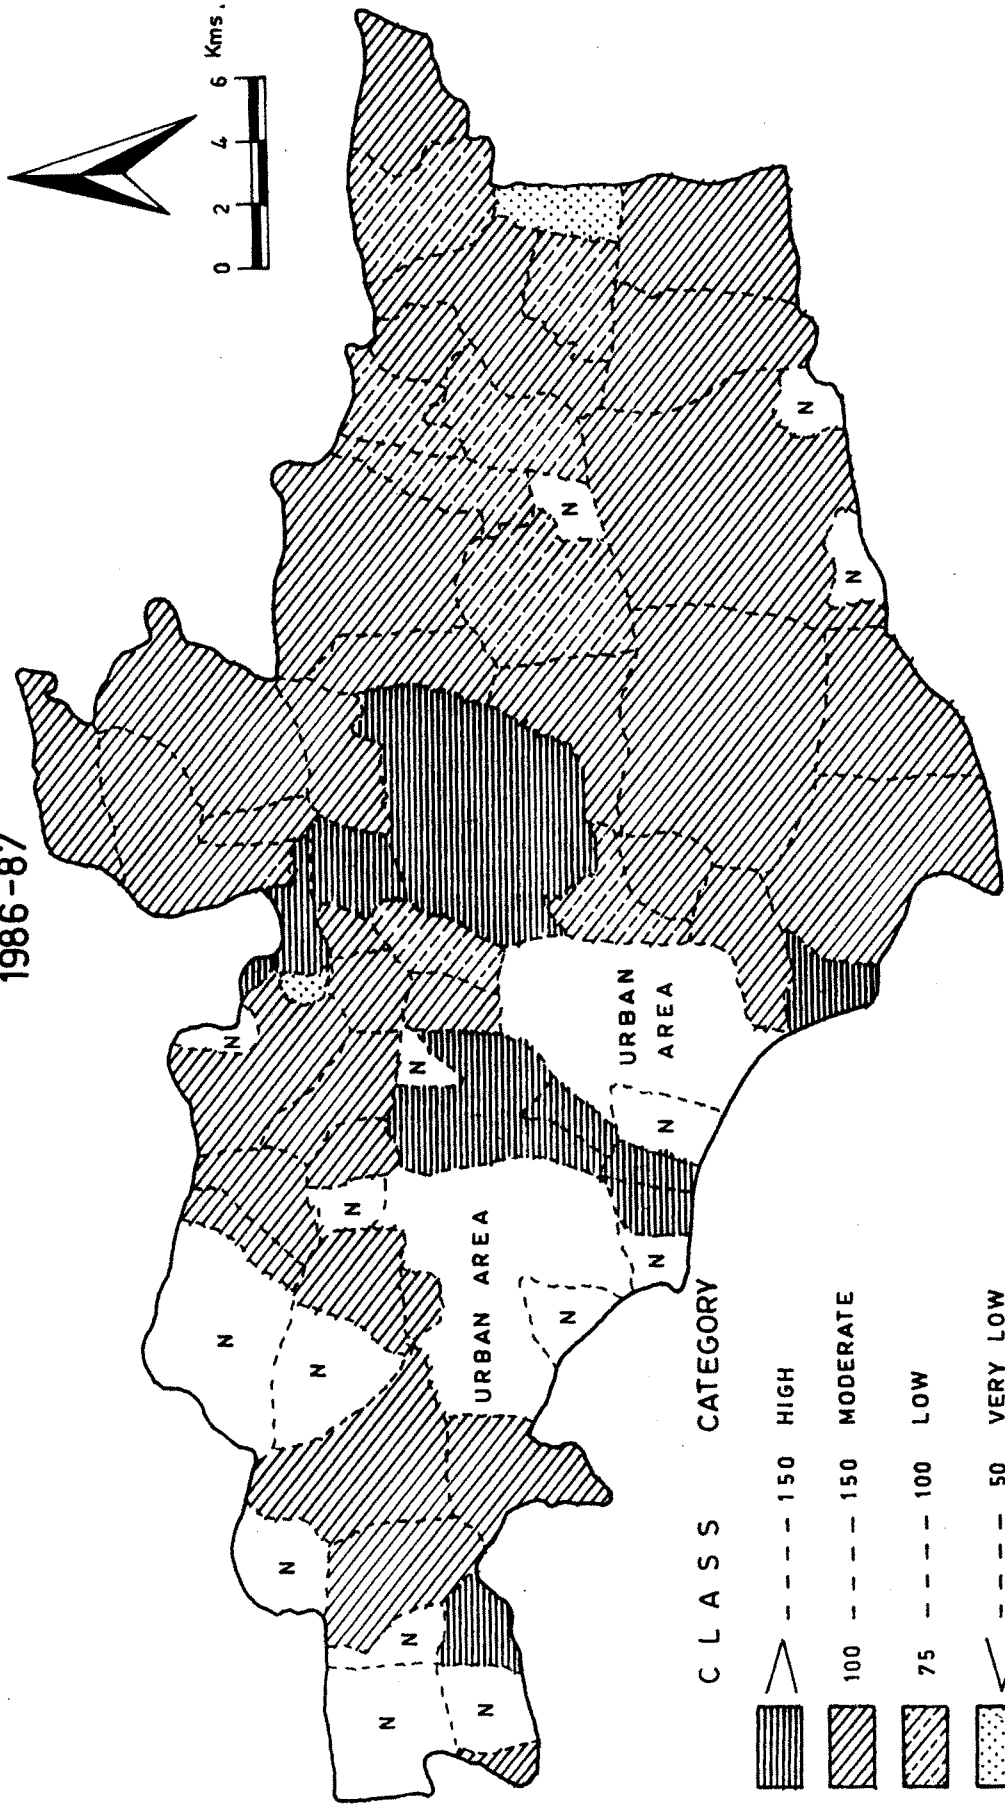 1986-87
0 2 4 6 Kms.
N
N
N
N
N
N
N
N
N
URBAN AREA
N
N
N
URBAN
AREA
N
N
N
CLASS CATEGORY
> ---- 150 HIGH
100 ---- 150 MODERATE
75 --- 100 LOW
< --- 50 VERY LOW